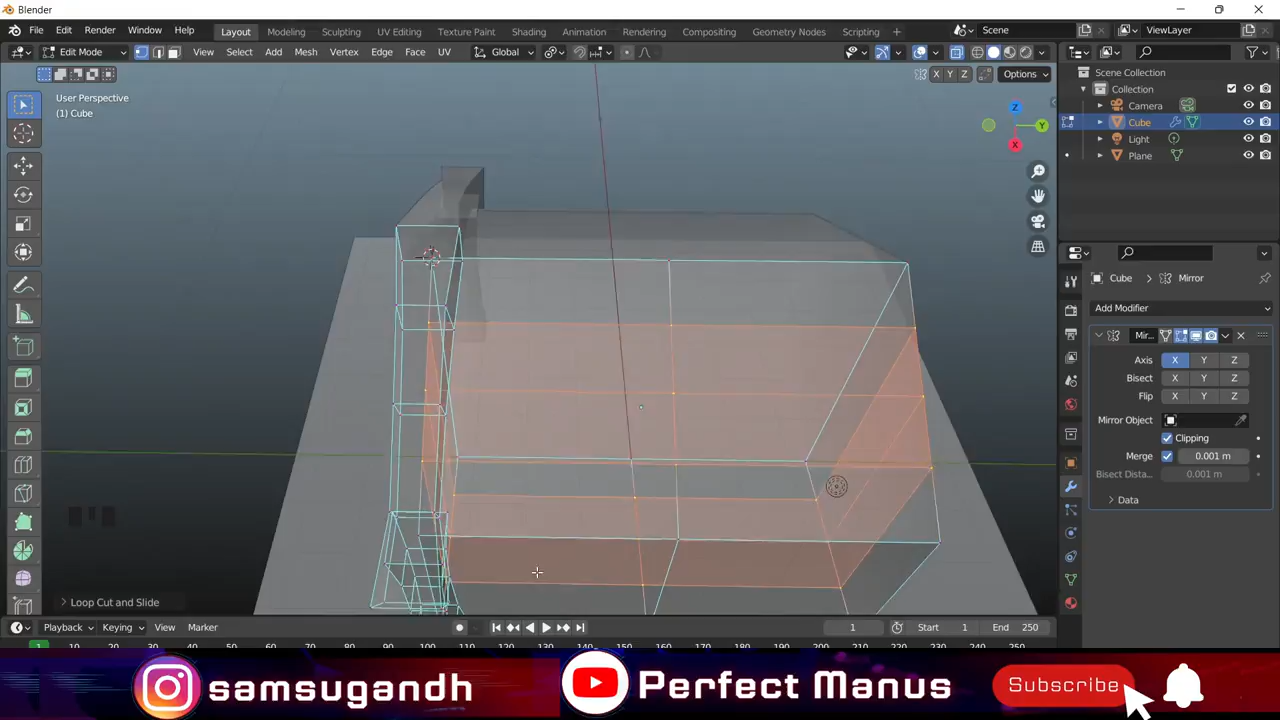 Blender
File Edit Render Window Help Layout Modeling Sculpting UV Editing Texture Paint Shading Animation Rendering Compositing Geometry Nodes Scripting + Scene ViewLayer
Edit Mode View Select Add Mesh Vertex Edge Face UV Global
X Y Z Options
User Perspective
(1) Cube
Z
Y
X
Scene Collection
Collection
Camera
Cube
Light
Plane
Cube > Mirror
Add Modifier
Mir...
Axis X Y Z
Bisect X Y Z
Flip X Y Z
Mirror Object
Clipping
Merge 0.001 m
Bisect Dista... 0.001 m
Data
Loop Cut and Slide
Playback Keying View Marker 1 Start 1 End 250
samsugandh
Perfect Manus
Subscribe